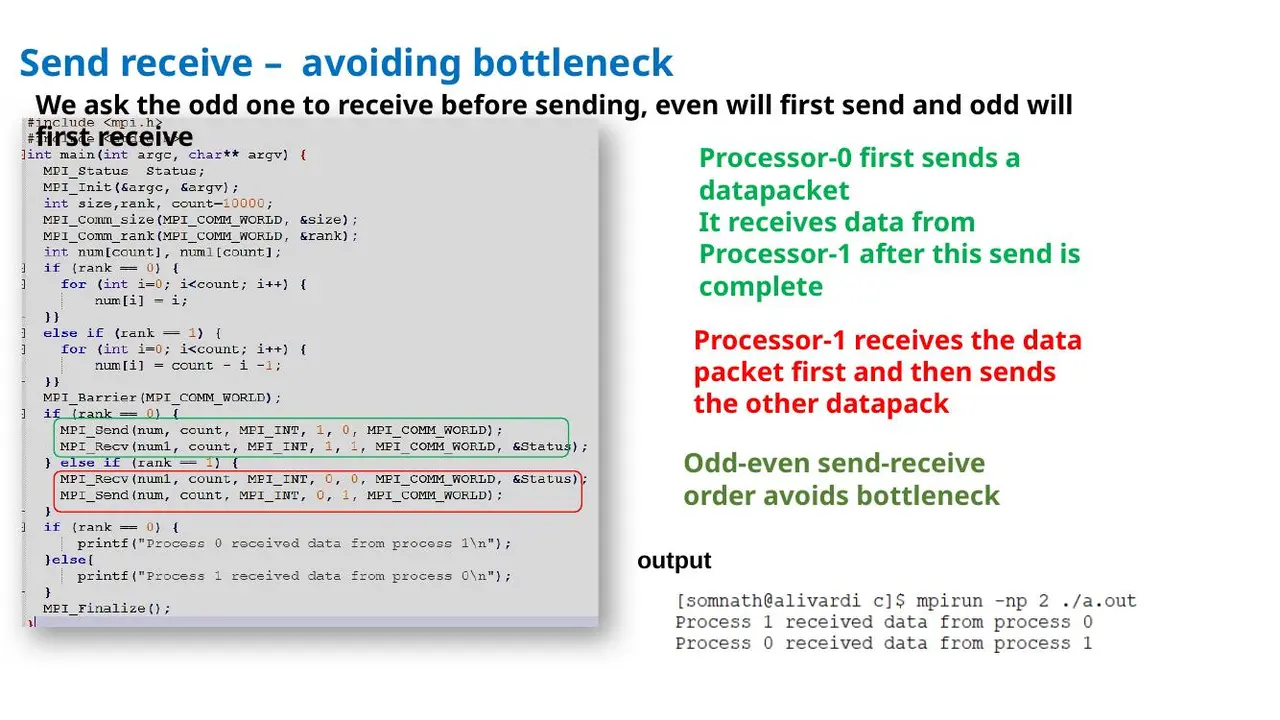 Send receive – avoiding bottleneck
We ask the odd one to receive before sending, even will first send and odd will
first receive
#include <mpi.h>
int main(int argc, char** argv) {
MPI_Status Status;
MPI_Init(&argc, &argv);
int size,rank, count=10000;
MPI_Comm_size(MPI_COMM_WORLD, &size);
MPI_Comm_rank(MPI_COMM_WORLD, &rank);
int num[count], num1[count];
if (rank == 0) {
for (int i=0; i<count; i++) {
num[i] = i;
}}
else if (rank == 1) {
for (int i=0; i<count; i++) {
num[i] = count - i -1;
}}
MPI_Barrier(MPI_COMM_WORLD);
if (rank == 0) {
MPI_Send(num, count, MPI_INT, 1, 0, MPI_COMM_WORLD);
MPI_Recv(num1, count, MPI_INT, 1, 1, MPI_COMM_WORLD, &Status);
} else if (rank == 1) {
MPI_Recv(num1, count, MPI_INT, 0, 0, MPI_COMM_WORLD, &Status);
MPI_Send(num, count, MPI_INT, 0, 1, MPI_COMM_WORLD);
}
if (rank == 0) {
printf("Process 0 received data from process 1\n");
}else{
printf("Process 1 received data from process 0\n");
}
MPI_Finalize();
}
Processor-0 first sends a
datapacket
It receives data from
Processor-1 after this send is
complete
Processor-1 receives the data
packet first and then sends
the other datapack
Odd-even send-receive
order avoids bottleneck
output
[somnath@alivardi c]$ mpirun -np 2 ./a.out
Process 1 received data from process 0
Process 0 received data from process 1